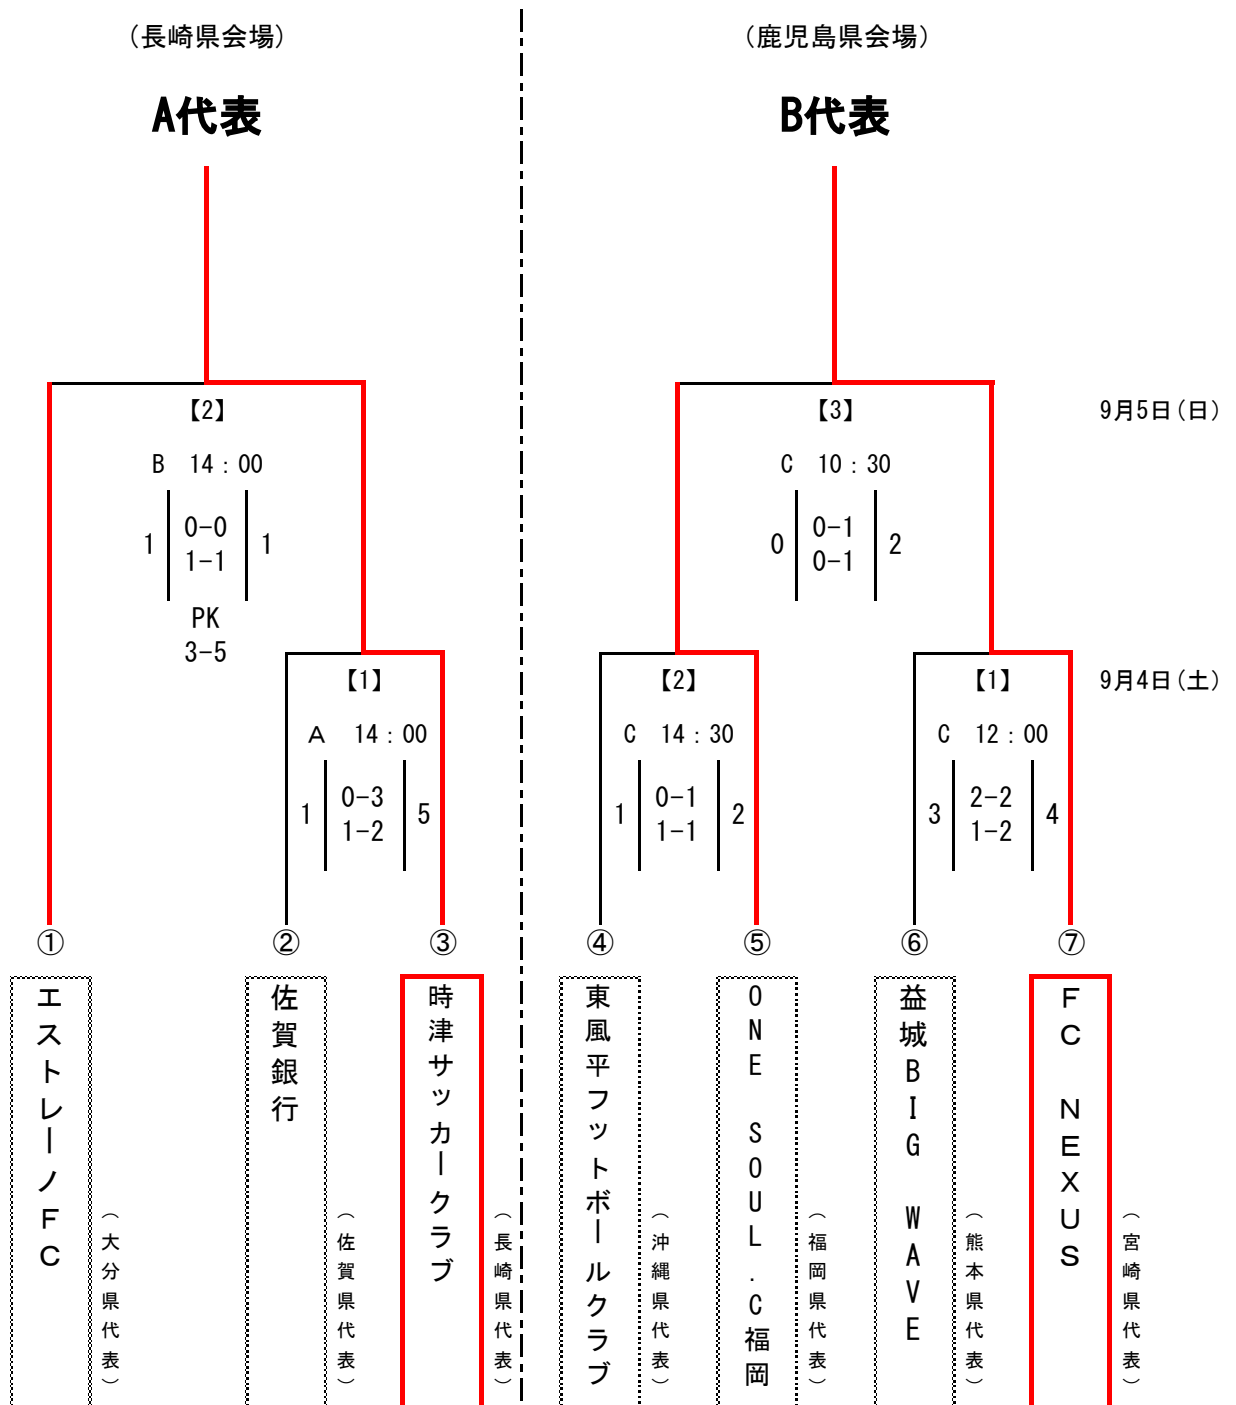 （長崎県会場）
（鹿児島県会場）
A代表
B代表
【2】
【3】
9月5日(日)
B 14：00
C 10：30
0-0
1 1
1-1
0-1
0 2
0-1
PK
3-5
【1】
【2】
【1】
9月4日(土)
A 14：00
C 14：30
C 12：00
0-3
1 5
1-2
0-1
1 2
1-1
2-2
3 4
1-2
①
②
③
④
⑤
⑥
⑦
エストレーノFC
（大分県代表）
佐賀銀行
（佐賀県代表）
時津サッカークラブ
（長崎県代表）
東風平フットボールクラブ
（沖縄県代表）
ONE SOUL.C福岡
（福岡県代表）
益城BIG WAVE
（熊本県代表）
FC NEXUS
（宮崎県代表）